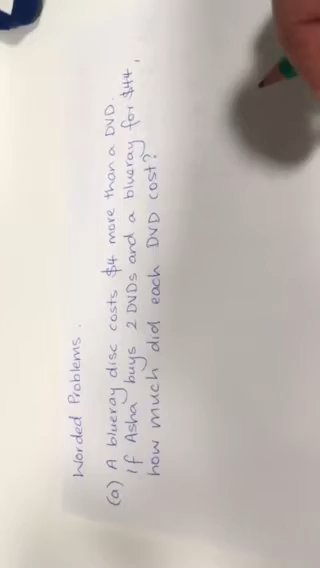 Worded Problems.
(a) A blueray disc costs $4 more than a DVD.
If Asha buys 2 DVDs and a blueray for $44,
how much did each DVD cost?